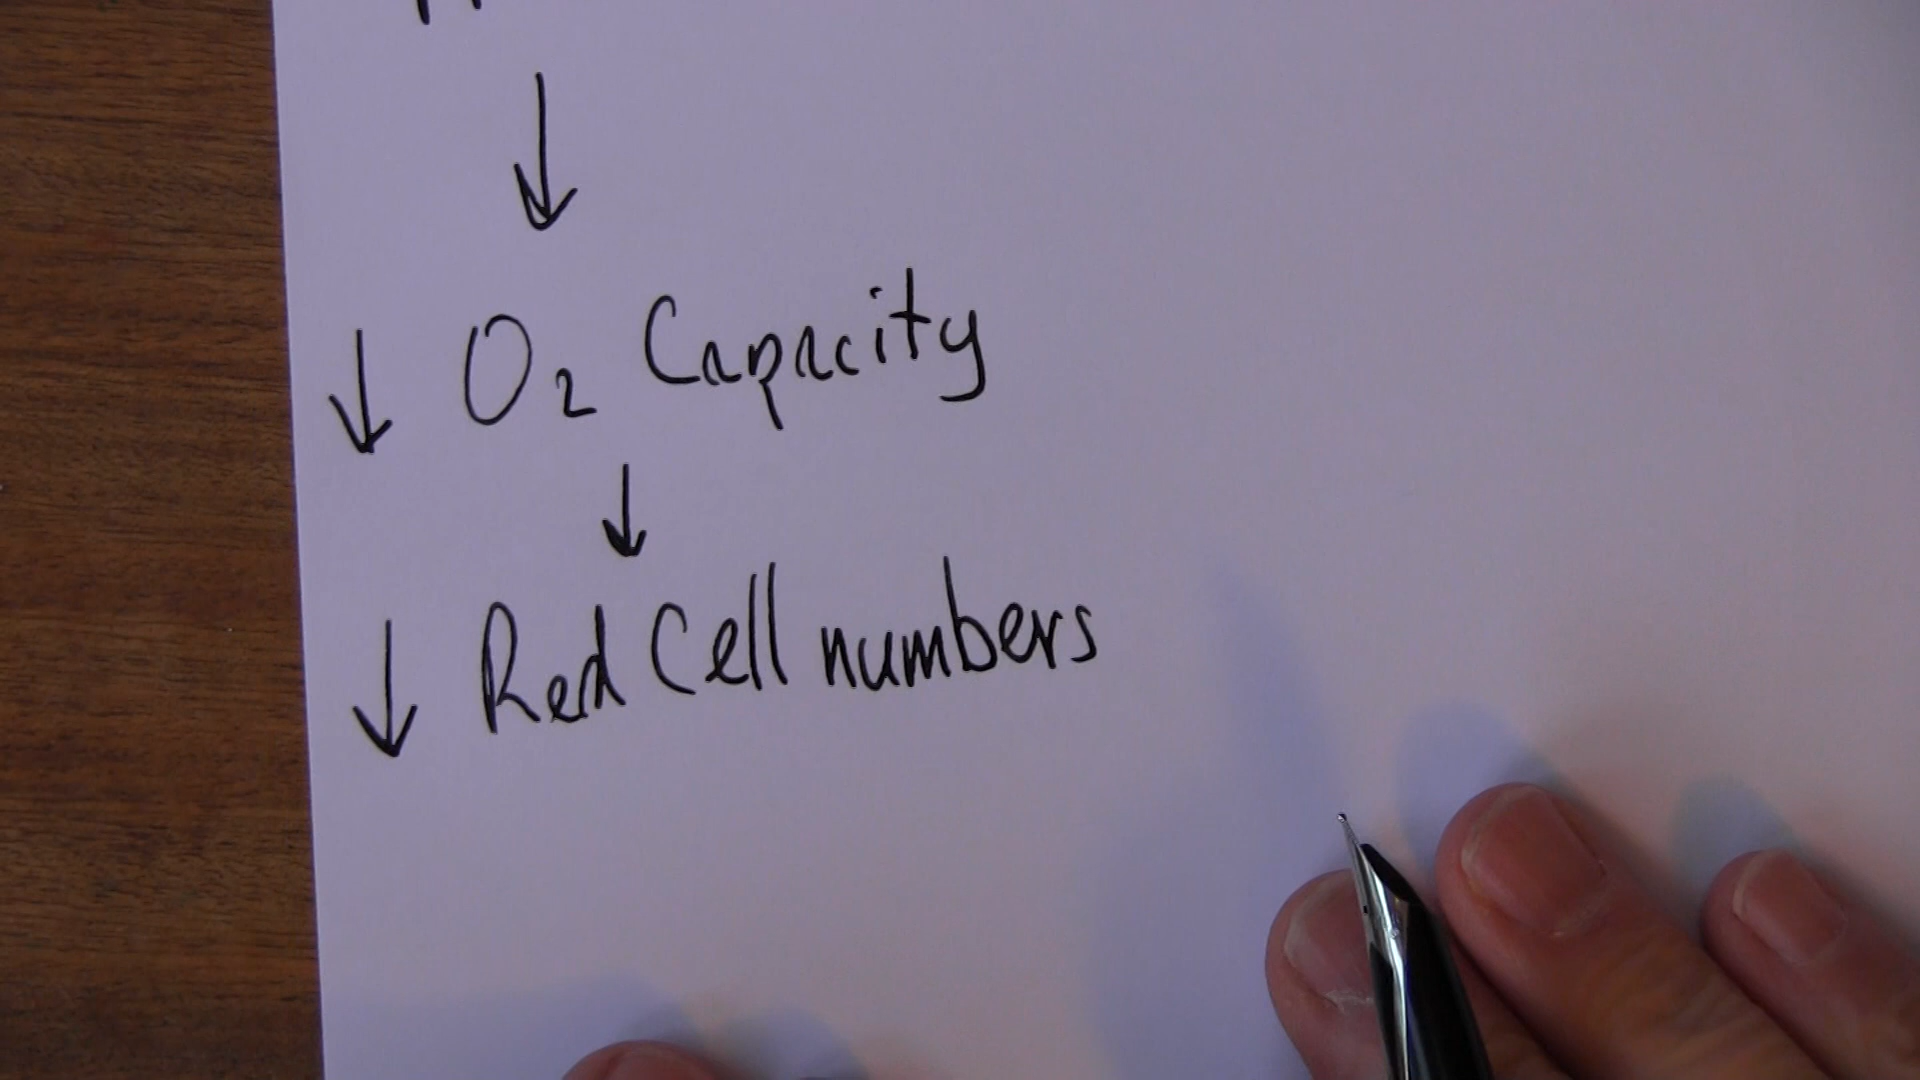 ↓
↓ O₂ Capacity
↓
↓ Red Cell numbers